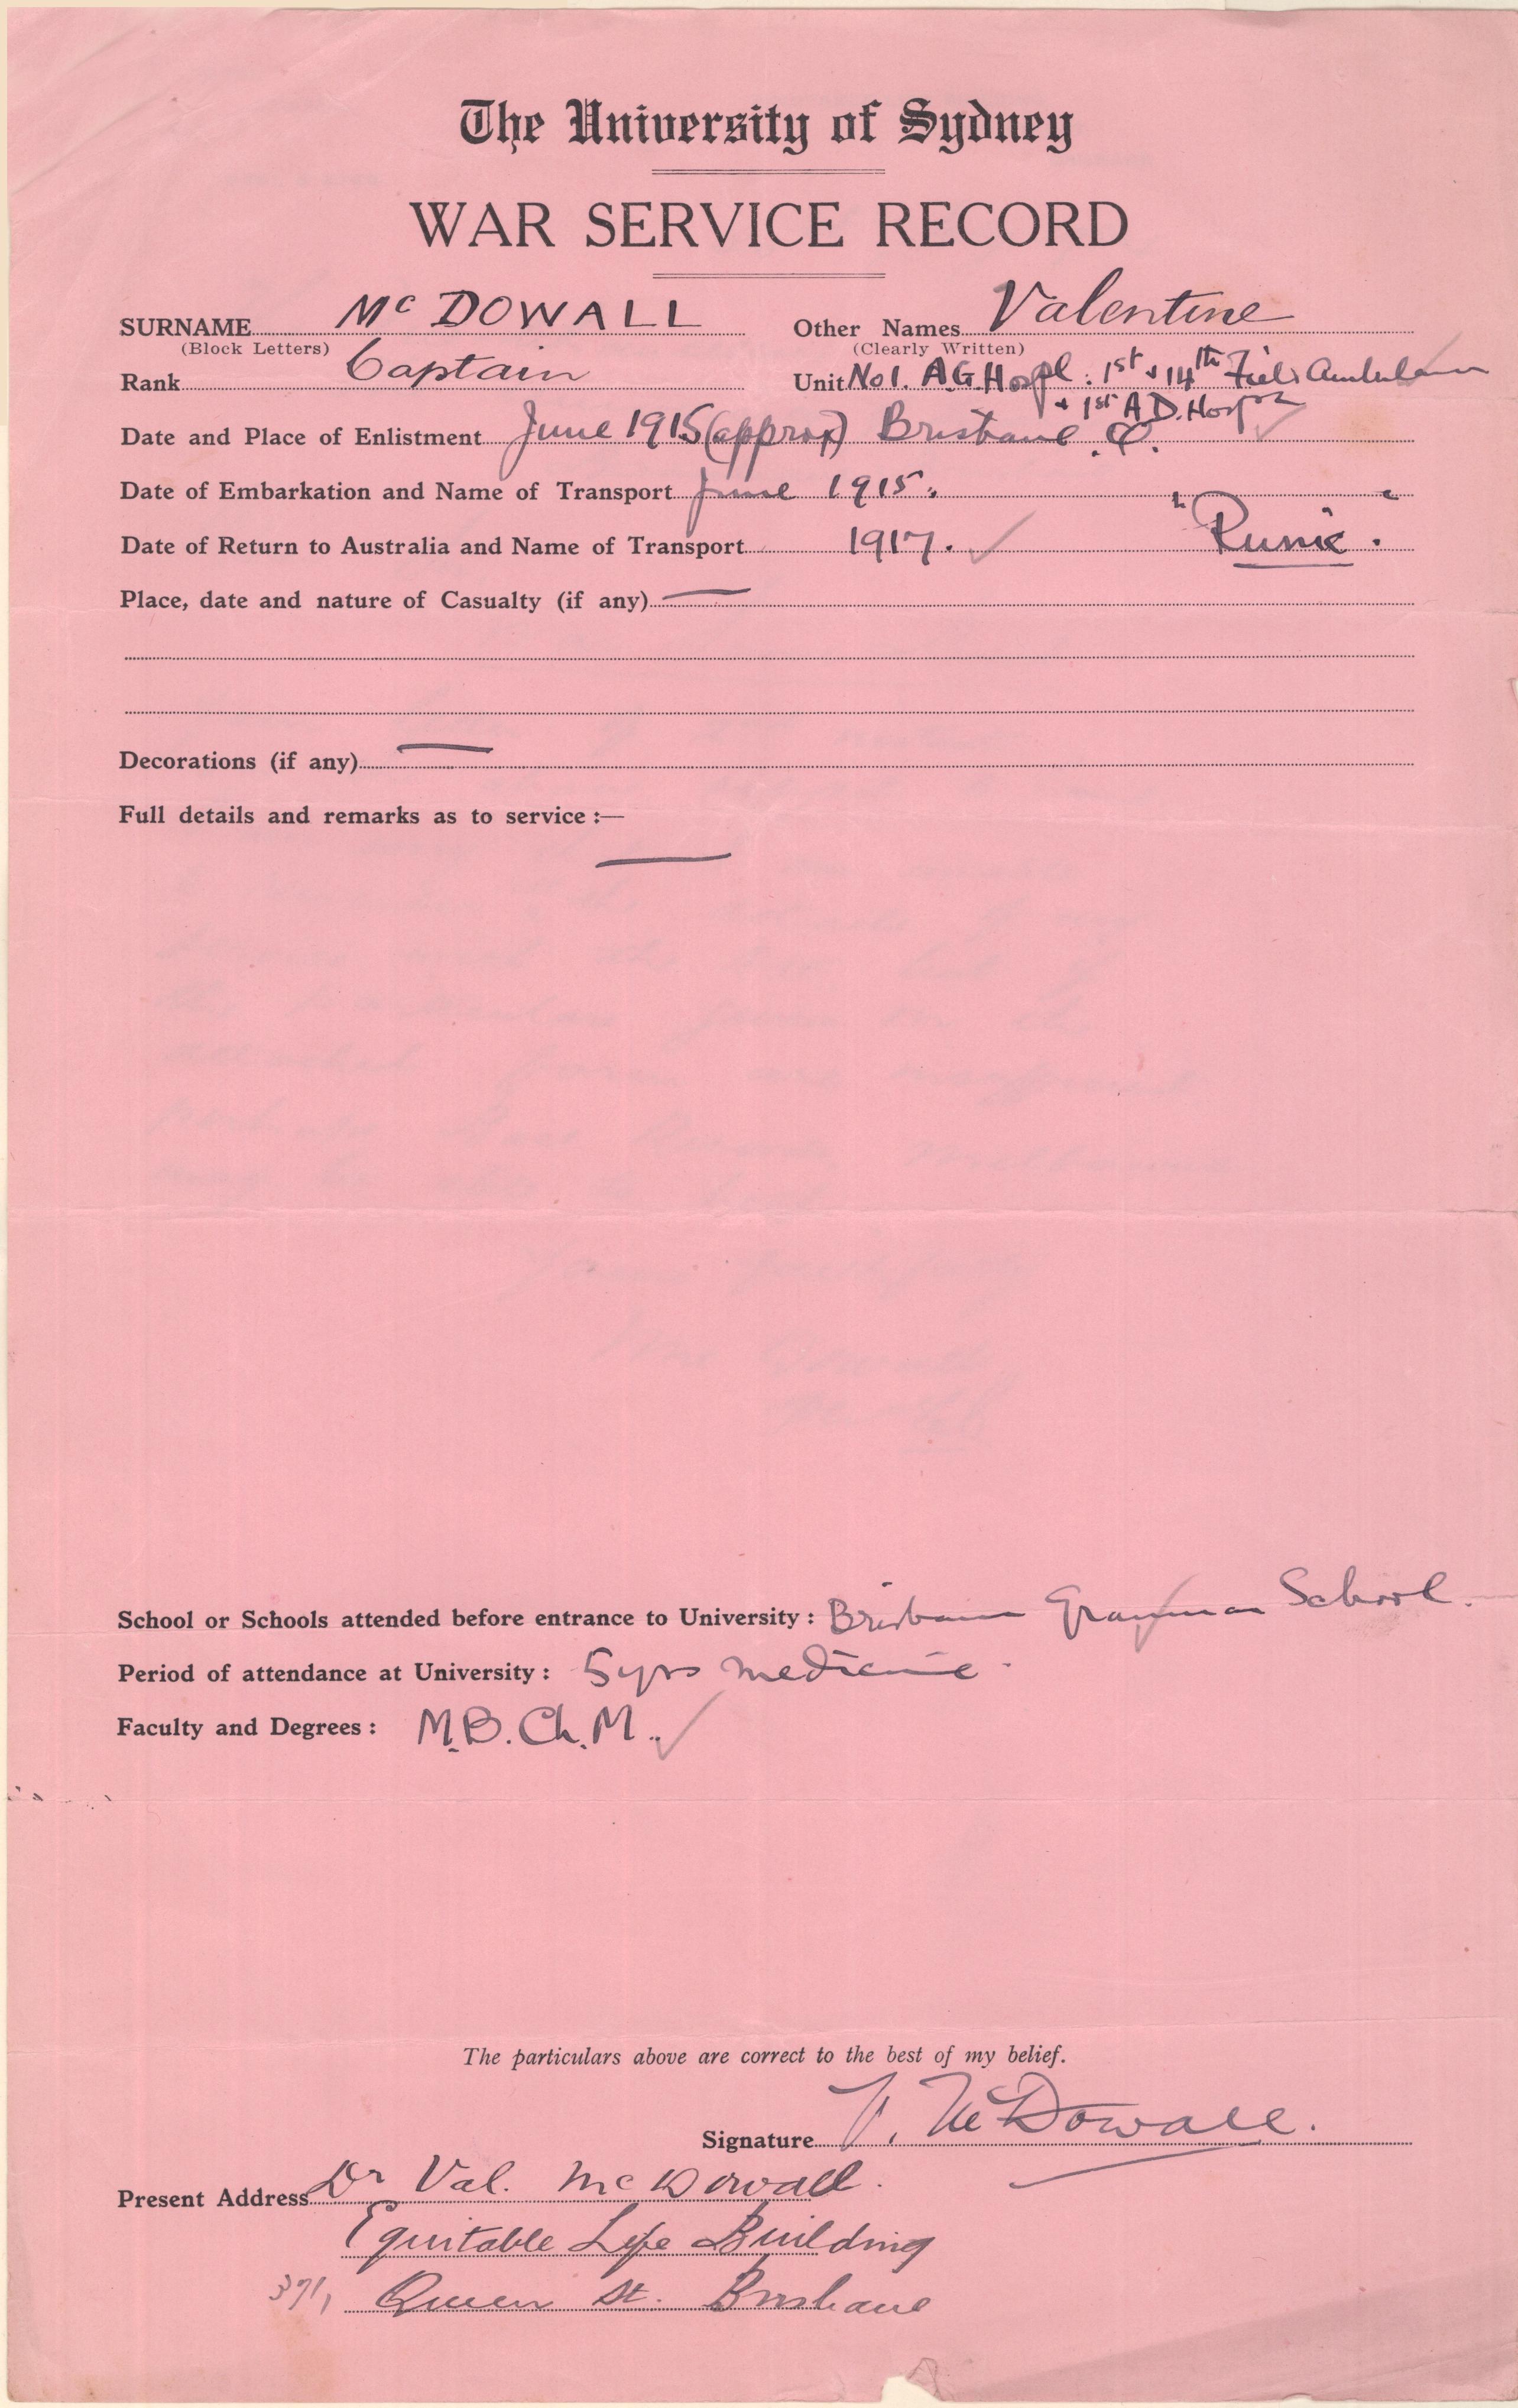 The University of Sydney
WAR SERVICE RECORD
SURNAME Mc DOWALL Other Names Valentine
(Block Letters) (Clearly Written)
Rank Captain Unit No 1. A.G. Hospl. 1st + 14th Field Ambulance
+ 1st A D. Hosp
Date and Place of Enlistment June 1915 (approx) Brisbane Q.
Date of Embarkation and Name of Transport June 1915.
Date of Return to Australia and Name of Transport 1917. "Runic".
Place, date and nature of Casualty (if any) —
Decorations (if any) —
Full details and remarks as to service :—
—
School or Schools attended before entrance to University : Brisbane Grammar School.
Period of attendance at University : 5 yrs medicine.
Faculty and Degrees : M.B. Ch. M.
The particulars above are correct to the best of my belief.
Signature V. McDowall.
Present Address Dr Val. McDowall.
Equitable Life Building
371, Queen St. Brisbane